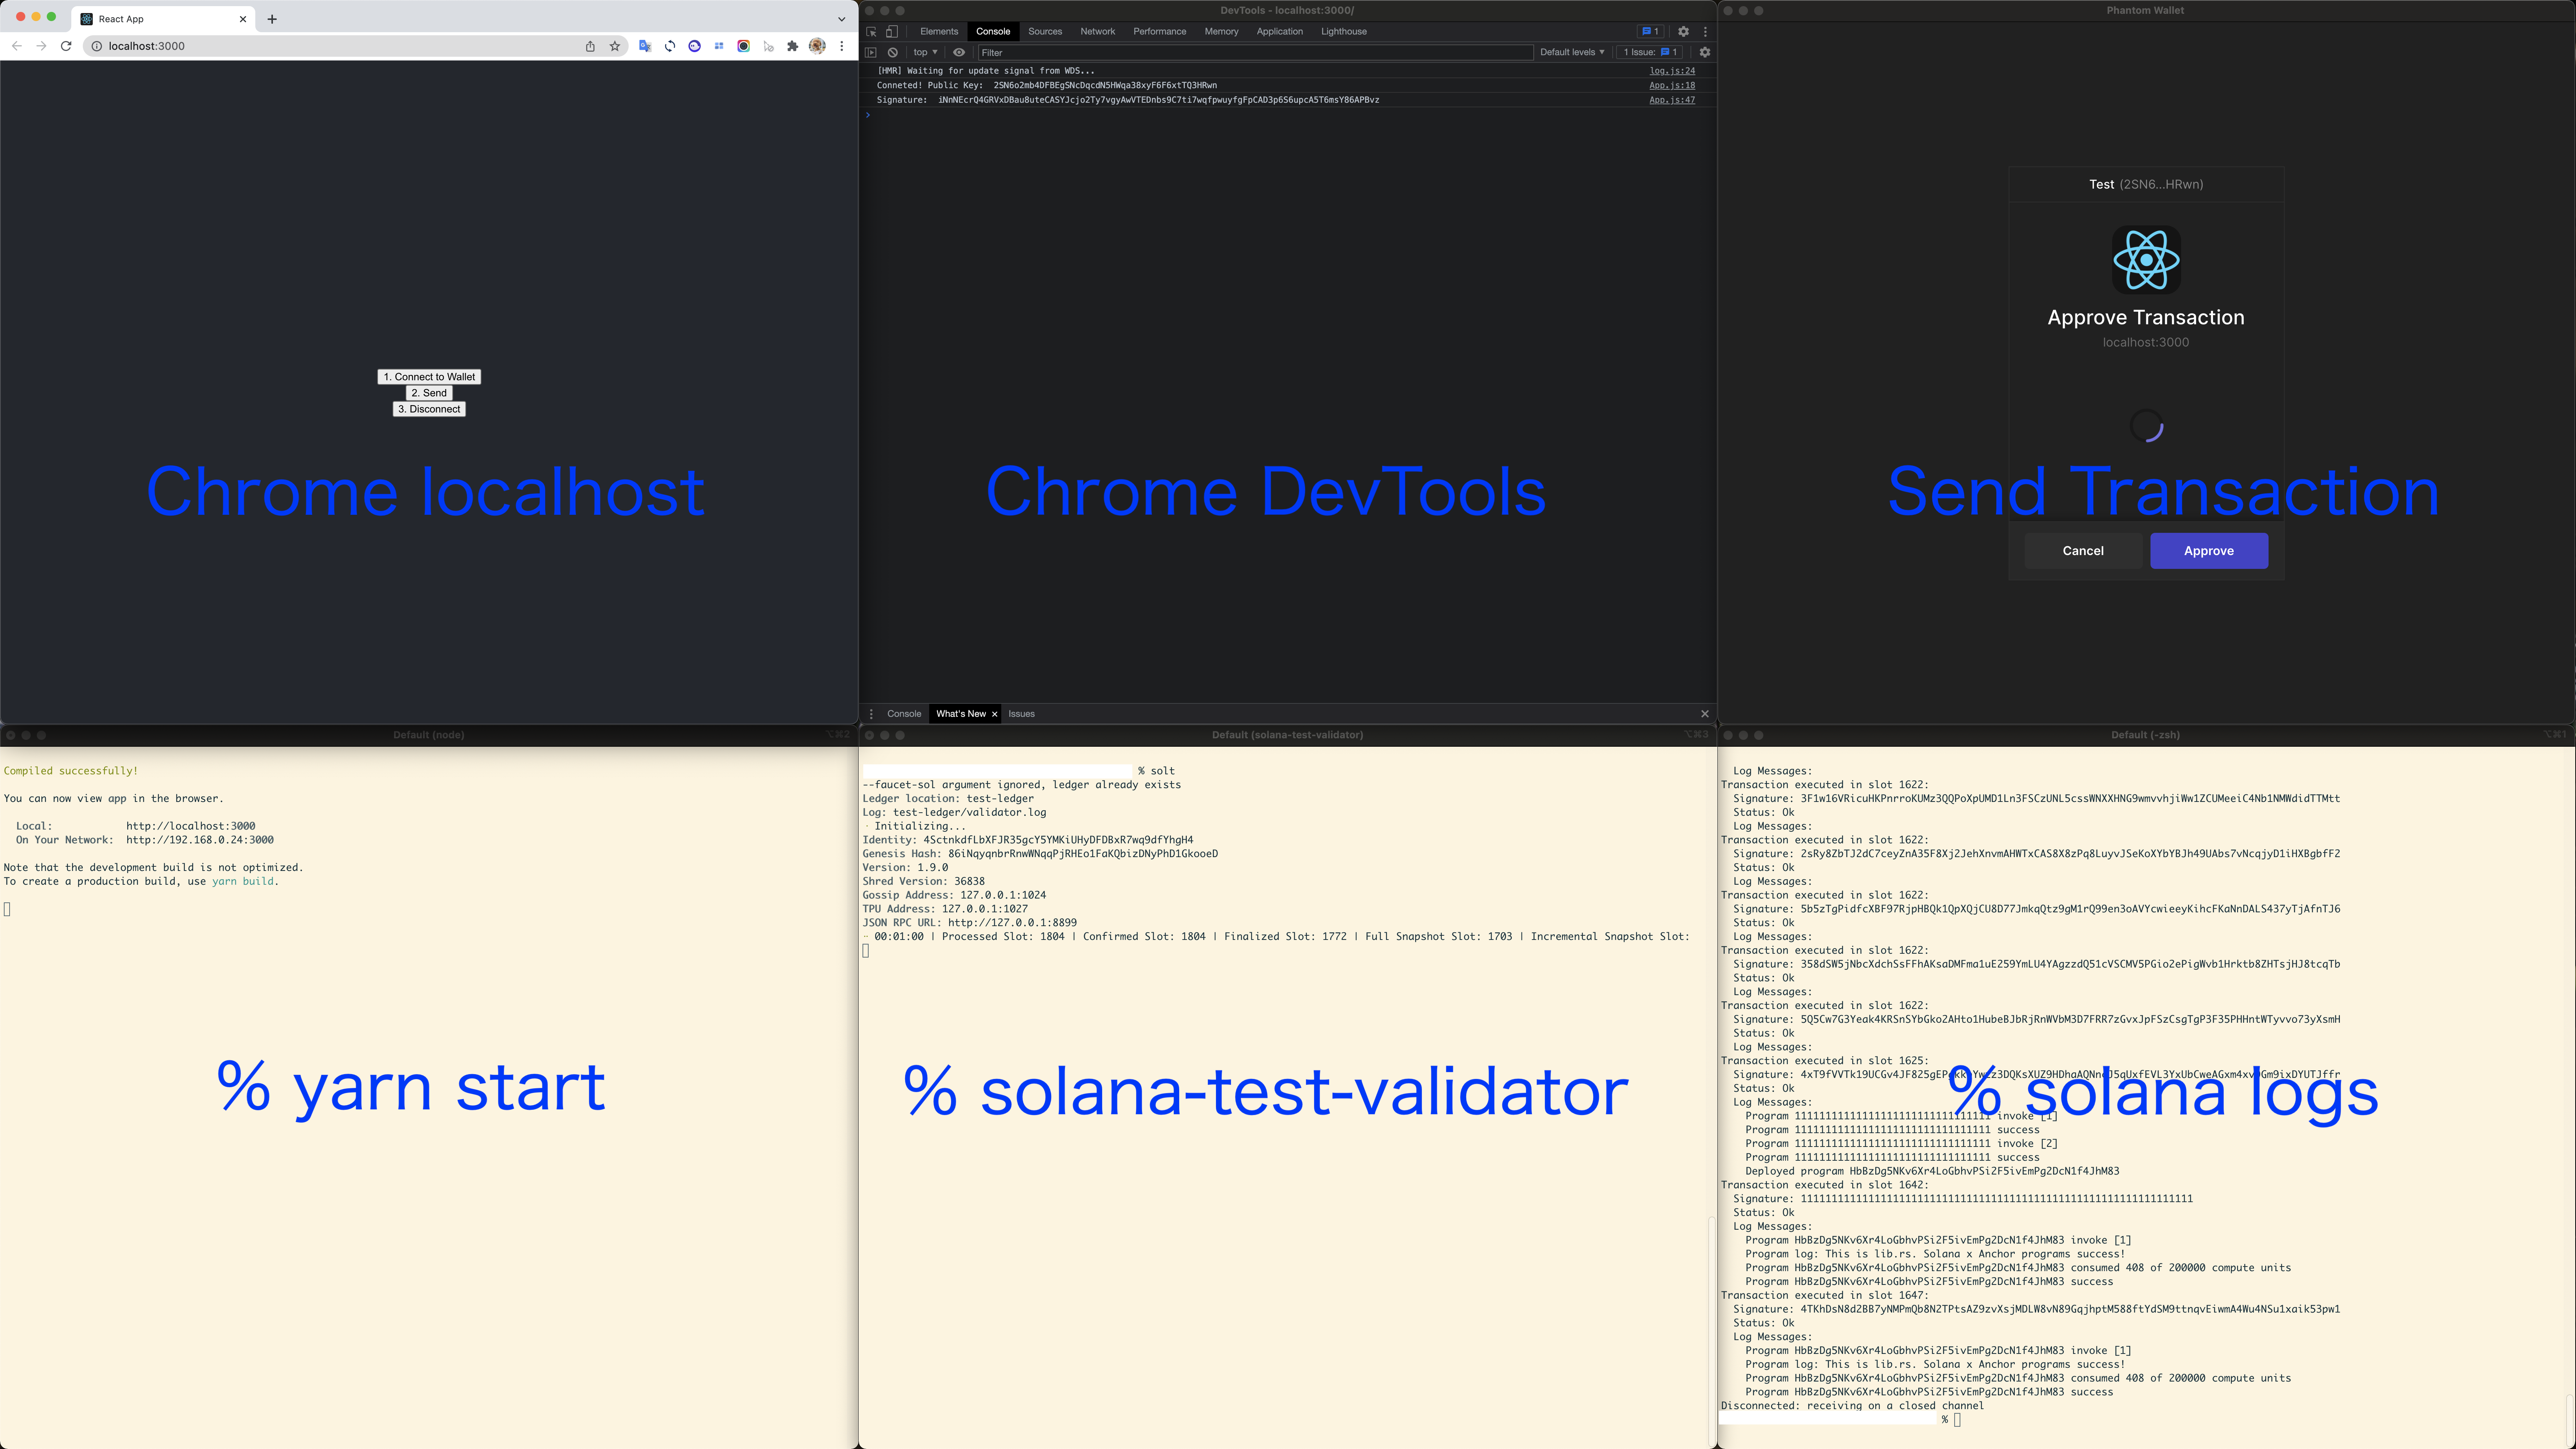 React App
localhost:3000
1. Connect to Wallet
2. Send
3. Disconnect
Chrome localhost
DevTools - localhost:3000/
Elements Console Sources Network Performance Memory Application Lighthouse 1
top Filter Default levels 1 Issue: 1
[HMR] Waiting for update signal from WDS... log.js:24
Conneted! Public Key: 2SN6o2mb4DFBEgSNcDqcdN5HWqa38xyF6F6xtTQ3HRwn App.js:18
Signature: iNnNEcrQ4GRVxDBau8uteCASYJcjo2Ty7vgyAwVTEDnbs9C7ti7wqfpwuyfgFpCAD3p6S6upcA5T6msY86APBvz App.js:47
Chrome DevTools
Console What's New Issues
Phantom Wallet
Test (2SN6...HRwn)
Approve Transaction
localhost:3000
Send Transaction
Cancel Approve
Default (node) ⌥⌘2
Compiled successfully!
You can now view app in the browser.
Local: http://localhost:3000
On Your Network: http://192.168.0.24:3000
Note that the development build is not optimized.
To create a production build, use yarn build.
% yarn start
Default (solana-test-validator) ⌥⌘3
% solt
--faucet-sol argument ignored, ledger already exists
Ledger location: test-ledger
Log: test-ledger/validator.log
Initializing...
Identity: 4SctnkdfLbXFJR35gcY5YMKiUHyDFDBxR7wq9dfYhgH4
Genesis Hash: 86iNqyqnbrRnwWNqqPjRHEo1FaKQbizDNyPhD1GkooeD
Version: 1.9.0
Shred Version: 36838
Gossip Address: 127.0.0.1:1024
TPU Address: 127.0.0.1:1027
JSON RPC URL: http://127.0.0.1:8899
00:01:00 | Processed Slot: 1804 | Confirmed Slot: 1804 | Finalized Slot: 1772 | Full Snapshot Slot: 1703 | Incremental Snapshot Slot:
% solana-test-validator
Default (-zsh) ⌥⌘1
Log Messages:
Transaction executed in slot 1622:
Signature: 3F1w16VRicuHKPnrroKUMz3QQPoXpUMD1Ln3FSCzUNL5cssWNXXHNG9wmvvhjiWw1ZCUMeeiC4Nb1NMWdidTTMtt
Status: Ok
Log Messages:
Transaction executed in slot 1622:
Signature: 2sRy8ZbTJ2dC7ceyZnA35F8Xj2JehXnvmAHWTxCAS8X8zPq8LuyvJSeKoXYbYBJh49UAbs7vNcqjyD1iHXBgbfF2
Status: Ok
Log Messages:
Transaction executed in slot 1622:
Signature: 5b5zTgPidfcXBF97RjpHBQk1QpXQjCU8D77JmkqQtz9gM1rQ99en3oAVYcwieeyKihcFKaNnDALS437yTjAfnTJ6
Status: Ok
Log Messages:
Transaction executed in slot 1622:
Signature: 358dSW5jNbcXdchSsFFhAKsaDMFma1uE259YmLU4YAgzzdQ51cVSCMV5PGio2ePigWvb1Hrktb8ZHTsjHJ8tcqTb
Status: Ok
Log Messages:
Transaction executed in slot 1622:
Signature: 5Q5Cw7G3Yeak4KRSnSYbGko2AHto1HubeBJbRjRnWVbM3D7FRR7zGvxJpFSzCsgTgP3F35PHHntWTyvvo73yXsmH
Status: Ok
Log Messages:
Transaction executed in slot 1625:
Signature:
Status: Ok
% solana logs
Log Messages:
Program 11111111111111111111111111111111 invoke [1]
Program 11111111111111111111111111111111 success
Program 11111111111111111111111111111111 invoke [2]
Program 11111111111111111111111111111111 success
Deployed program HbBzDg5NKv6Xr4LoGbhvPSi2F5ivEmPg2DcN1f4JhM83
Transaction executed in slot 1642:
Signature: 1111111111111111111111111111111111111111111111111111111111111111
Status: Ok
Log Messages:
Program HbBzDg5NKv6Xr4LoGbhvPSi2F5ivEmPg2DcN1f4JhM83 invoke [1]
Program log: This is lib.rs. Solana x Anchor programs success!
Program HbBzDg5NKv6Xr4LoGbhvPSi2F5ivEmPg2DcN1f4JhM83 consumed 408 of 200000 compute units
Program HbBzDg5NKv6Xr4LoGbhvPSi2F5ivEmPg2DcN1f4JhM83 success
Transaction executed in slot 1647:
Signature: 4TKhDsN8d2BB7yNMPmQb8N2TPtsAZ9zvXsjMDLW8vN89GqjhptM588ftYdSM9ttnqvEiwmA4Wu4NSu1xaik53pw1
Status: Ok
Log Messages:
Program HbBzDg5NKv6Xr4LoGbhvPSi2F5ivEmPg2DcN1f4JhM83 invoke [1]
Program log: This is lib.rs. Solana x Anchor programs success!
Program HbBzDg5NKv6Xr4LoGbhvPSi2F5ivEmPg2DcN1f4JhM83 consumed 408 of 200000 compute units
Program HbBzDg5NKv6Xr4LoGbhvPSi2F5ivEmPg2DcN1f4JhM83 success
Disconnected: receiving on a closed channel
%